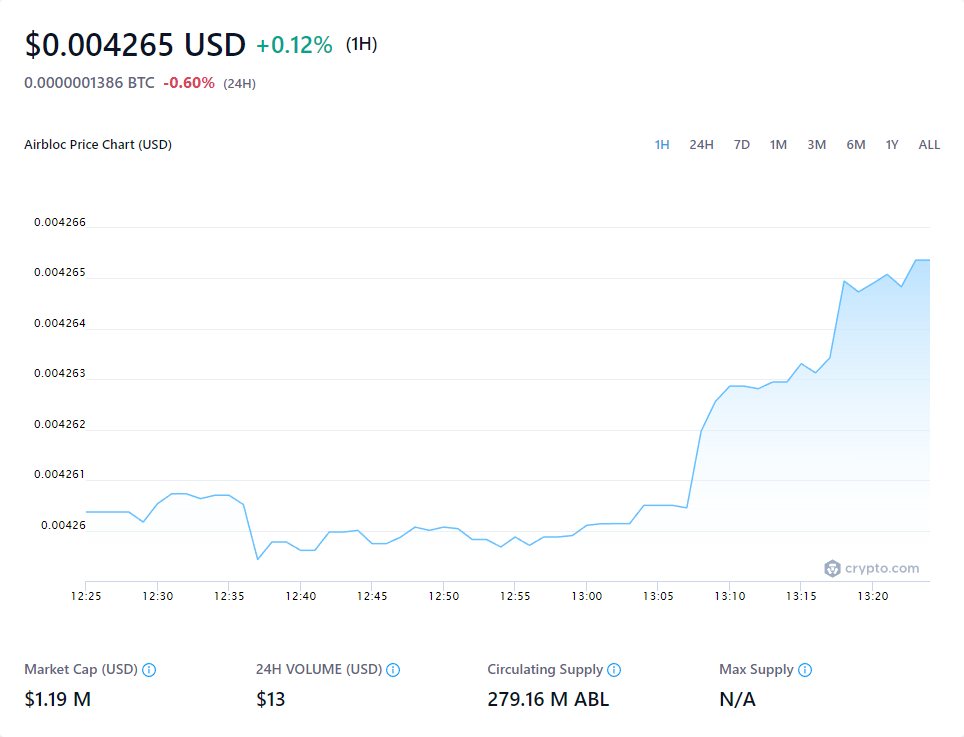 $0.004265 USD +0.12% (1H)
0.0000001386 BTC -0.60% (24H)
Airbloc Price Chart (USD) 1H 24H 7D 1M 3M 6M 1Y ALL
0.004266
0.004265
0.004264
0.004263
0.004262
0.004261
0.00426
crypto.com
12:25 12:30 12:35 12:40 12:45 12:50 12:55 13:00 13:05 13:10 13:15 13:20
Market Cap (USD) 24H VOLUME (USD) Circulating Supply Max Supply
$1.19 M $13 279.16 M ABL N/A